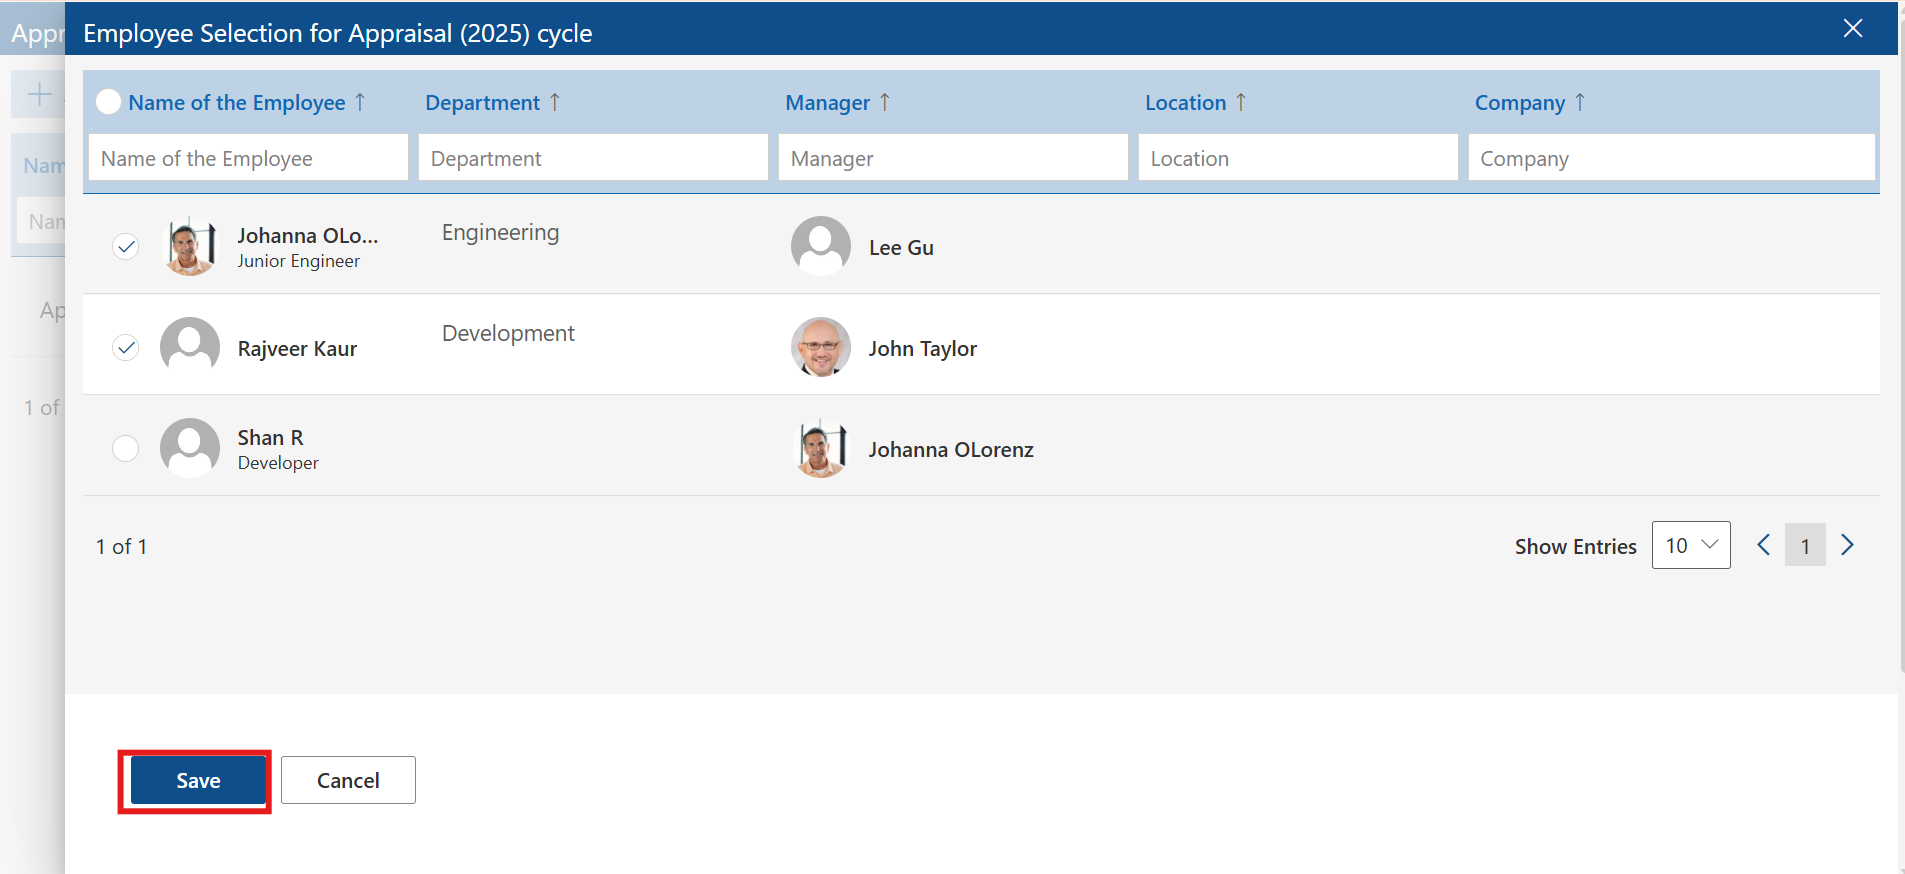 Appr
Employee Selection for Appraisal (2025) cycle
Name of the Employee ↑ Department ↑ Manager ↑ Location ↑ Company ↑
Name of the Employee Department Manager Location Company
Nam
Nam
Johanna OLo... Engineering Lee Gu
Junior Engineer
Ap
Rajveer Kaur Development John Taylor
1 of
Shan R Johanna OLorenz
Developer
1 of 1 Show Entries 10 1
Save Cancel